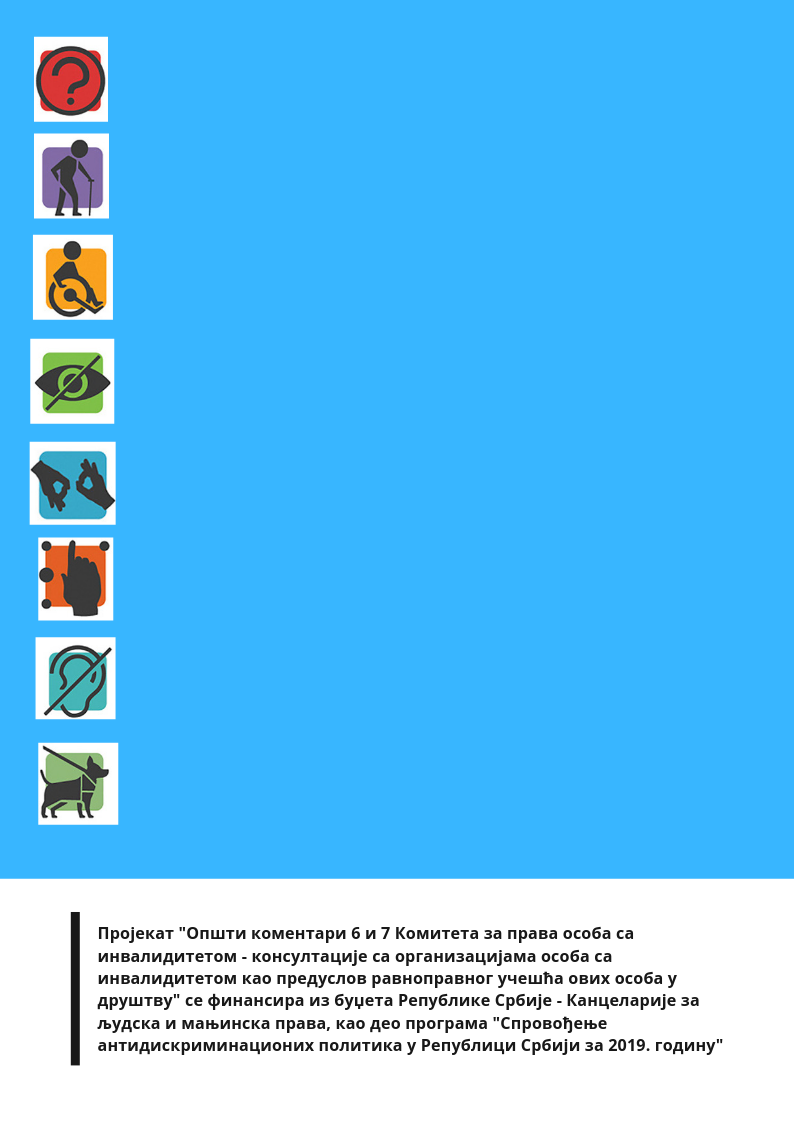 Пројекат "Општи коментари 6 и 7 Комитета за права особа са
инвалидитетом - консултације са организацијама особа са
инвалидитетом као предуслов равноправног учешћа ових особа у
друштву" се финансира из буџета Републике Србије - Канцеларије за
људска и мањинска права, као део програма "Спровођење
антидискриминационих политика у Републици Србији за 2019. годину"